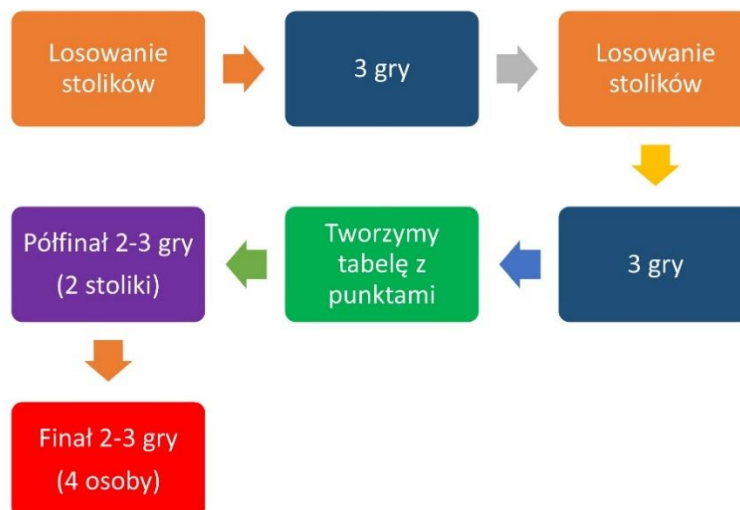 Losowanie
stolików
3 gry
Losowanie
stolików
3 gry
Tworzymy
tabelę z
punktami
Półfinał 2-3 gry
(2 stoliki)
Finał 2-3 gry
(4 osoby)